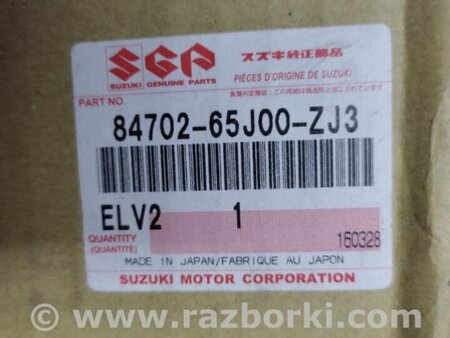 SGP
スズキ純正部品
SUZUKI GENUINE PARTS
PIÈCES D'ORIGINE DE SUZUKI
PART NO.
84702-65J00-ZJ3
ELV2 1
QUANTITY
(QUANTITÉ)
160328
MADE IN JAPAN/FABRIQUE AU JAPON
SUZUKI MOTOR CORPORATION
© www.razborki.com/